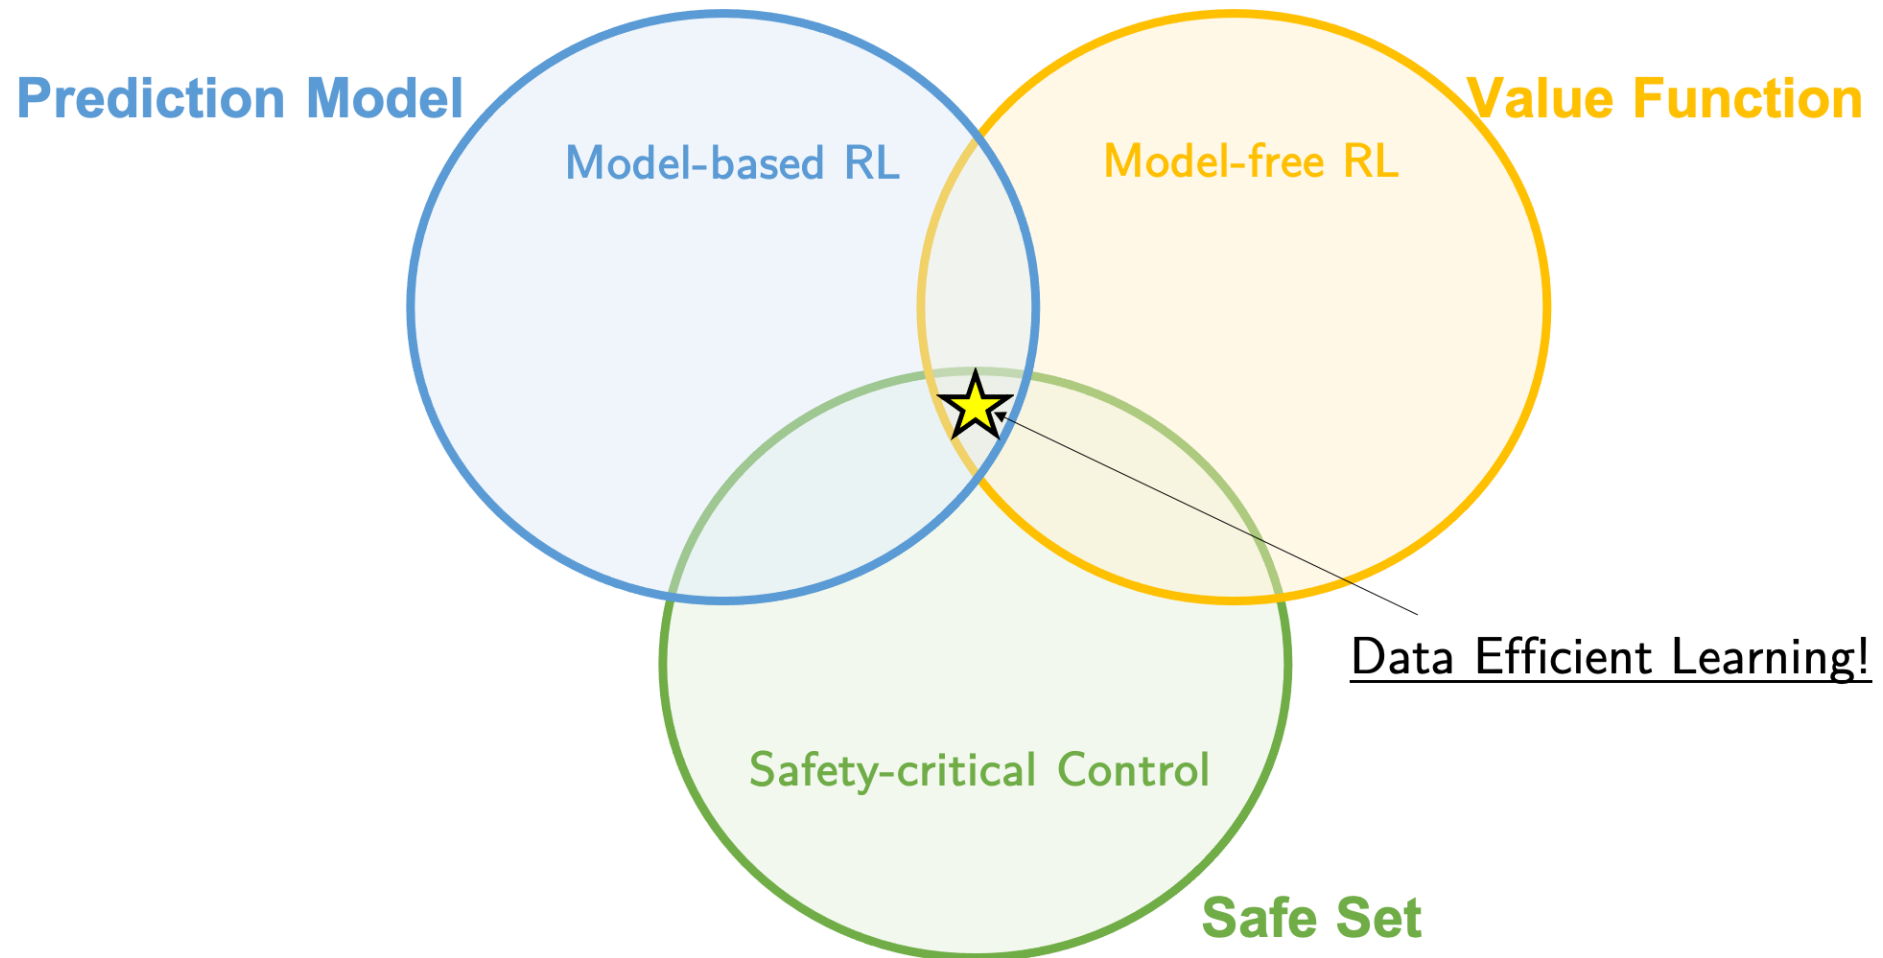 Prediction Model
Value Function
Model-based RL
Model-free RL
Data Efficient Learning!
Safety-critical Control
Safe Set